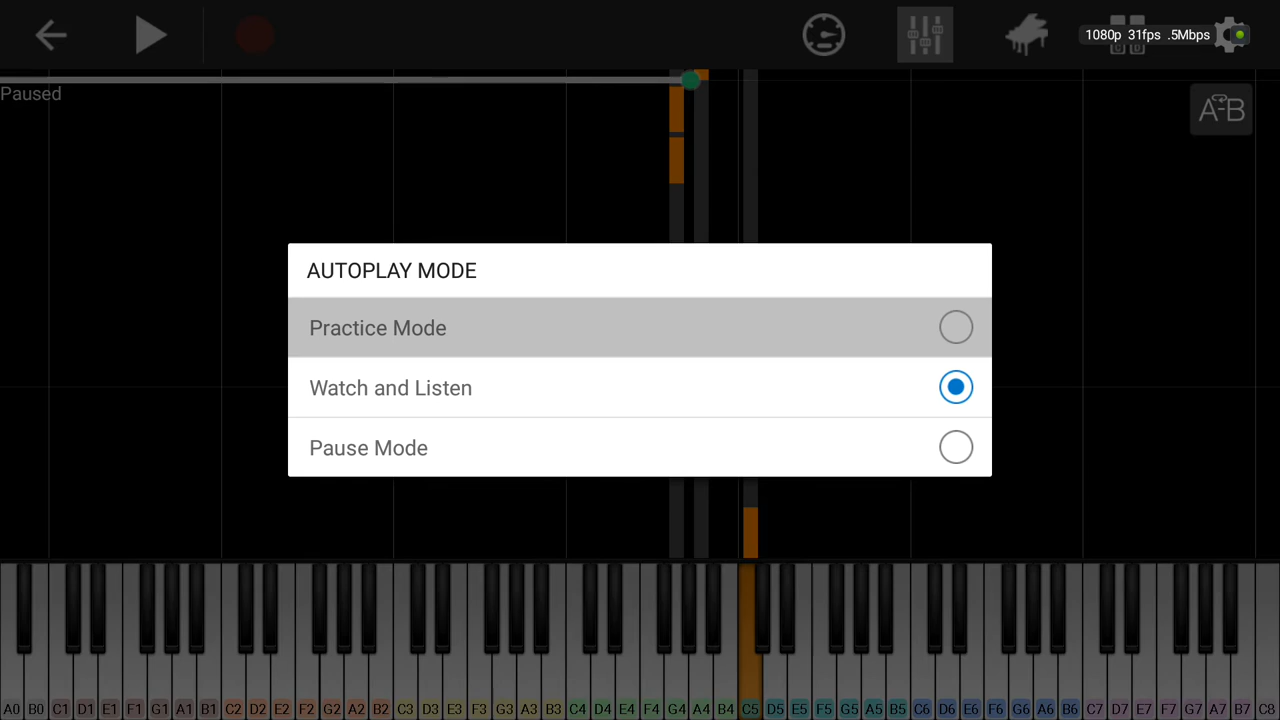 1080p 31fps .5Mbps
Paused
A-B
AUTOPLAY MODE
Practice Mode
Watch and Listen
Pause Mode
A0 B0 C1 D1 E1 F1 G1 A1 B1 C2 D2 E2 F2 G2 A2 B2 C3 D3 E3 F3 G3 A3 B3 C4 D4 E4 F4 G4 A4 B4 C5 D5 E5 F5 G5 A5 B5 C6 D6 E6 F6 G6 A6 B6 C7 D7 E7 F7 G7 A7 B7 C8